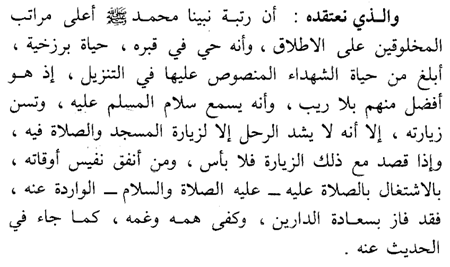 والذي نعتقده : أن رتبة نبينا محمد ﷺ أعلى مراتب
المخلوقين على الاطلاق ، وأنه حي في قبره ، حياة برزخية ،
أبلغ من حياة الشهداء المنصوص عليها في التنزيل ، إذ هو
أفضل منهم بلا ريب ، وأنه يسمع سلام المسلم عليه ، وتسن
زيارته ، إلا أنه لا يشد الرحل إلا لزيارة المسجد والصلاة فيه ،
وإذا قصد مع ذلك الزيارة فلا بأس ، ومن أنفق نفيس أوقاته ،
بالاشتغال بالصلاة عليه ــ عليه الصلاة والسلام ــ الواردة عنه ،
فقد فاز بسعادة الدارين ، وكفى همه وغمه ، كما جاء في
الحديث عنه .